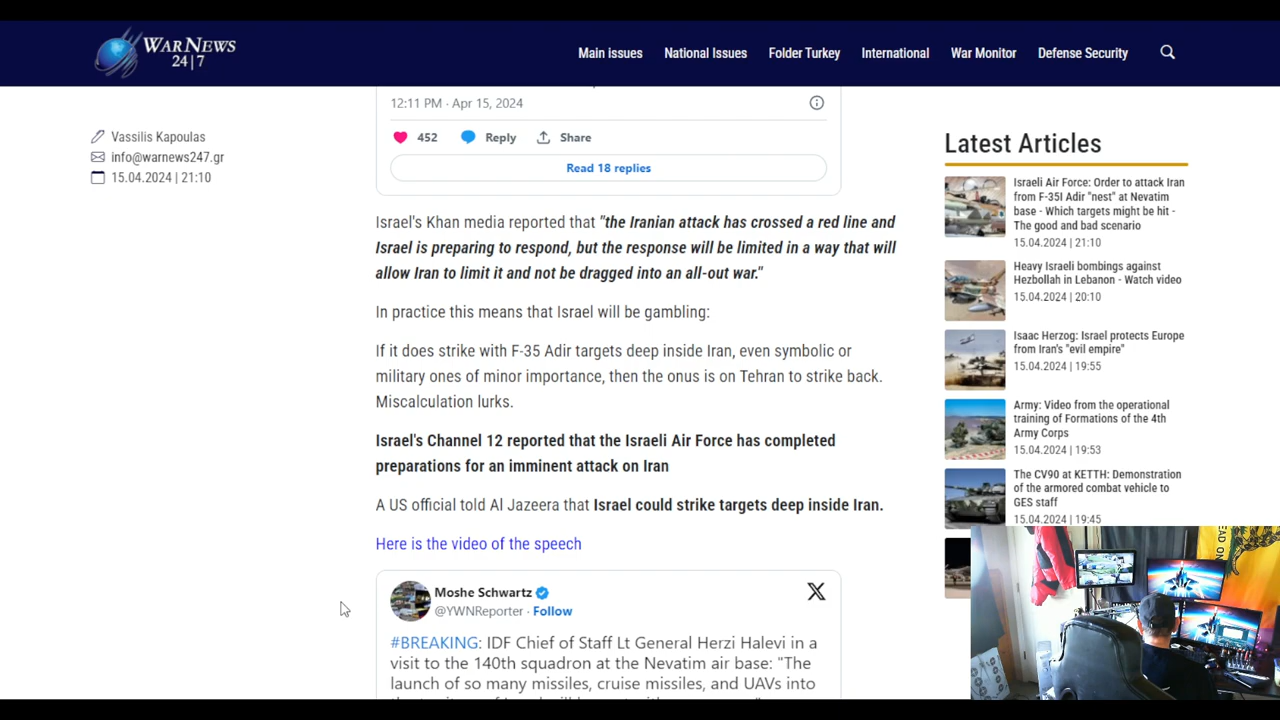 WARNEWS
24|7
Main issues
National Issues
Folder Turkey
International
War Monitor
Defense Security
Vassilis Kapoulas
info@warnews247.gr
15.04.2024 | 21:10
12:11 PM · Apr 15, 2024
452
Reply
Share
Read 18 replies
Israel's Khan media reported that "the Iranian attack has crossed a red line and
Israel is preparing to respond, but the response will be limited in a way that will
allow Iran to limit it and not be dragged into an all-out war."
In practice this means that Israel will be gambling:
If it does strike with F-35 Adir targets deep inside Iran, even symbolic or
military ones of minor importance, then the onus is on Tehran to strike back.
Miscalculation lurks.
Israel's Channel 12 reported that the Israeli Air Force has completed
preparations for an imminent attack on Iran
A US official told Al Jazeera that Israel could strike targets deep inside Iran.
Here is the video of the speech
Moshe Schwartz
@YWNReporter · Follow
#BREAKING: IDF Chief of Staff Lt General Herzi Halevi in a
visit to the 140th squadron at the Nevatim air base: "The
launch of so many missiles, cruise missiles, and UAVs into
Latest Articles
Israeli Air Force: Order to attack Iran
from F-35I Adir "nest" at Nevatim
base - Which targets might be hit -
The good and bad scenario
15.04.2024 | 21:10
Heavy Israeli bombings against
Hezbollah in Lebanon - Watch video
15.04.2024 | 20:10
Isaac Herzog: Israel protects Europe
from Iran's "evil empire"
15.04.2024 | 19:55
Army: Video from the operational
training of Formations of the 4th
Army Corps
15.04.2024 | 19:53
The CV90 at KETTH: Demonstration
of the armored combat vehicle to
GES staff
15.04.2024 | 19:45